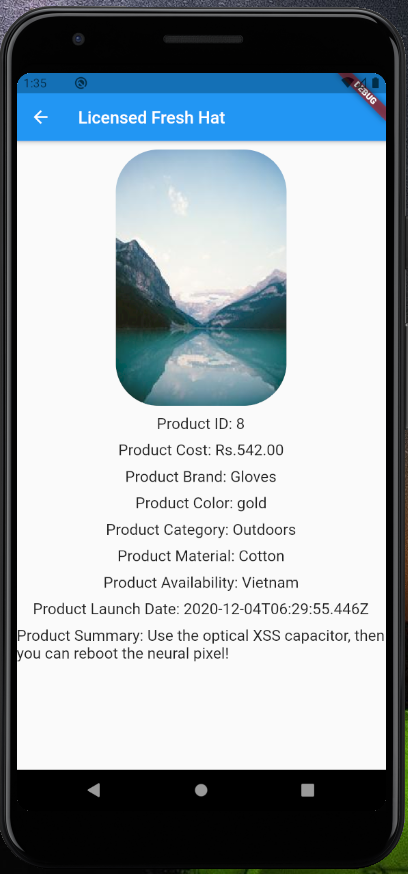 1:35
DEBUG
Licensed Fresh Hat
Product ID: 8
Product Cost: Rs.542.00
Product Brand: Gloves
Product Color: gold
Product Category: Outdoors
Product Material: Cotton
Product Availability: Vietnam
Product Launch Date: 2020-12-04T06:29:55.446Z
Product Summary: Use the optical XSS capacitor, then
you can reboot the neural pixel!